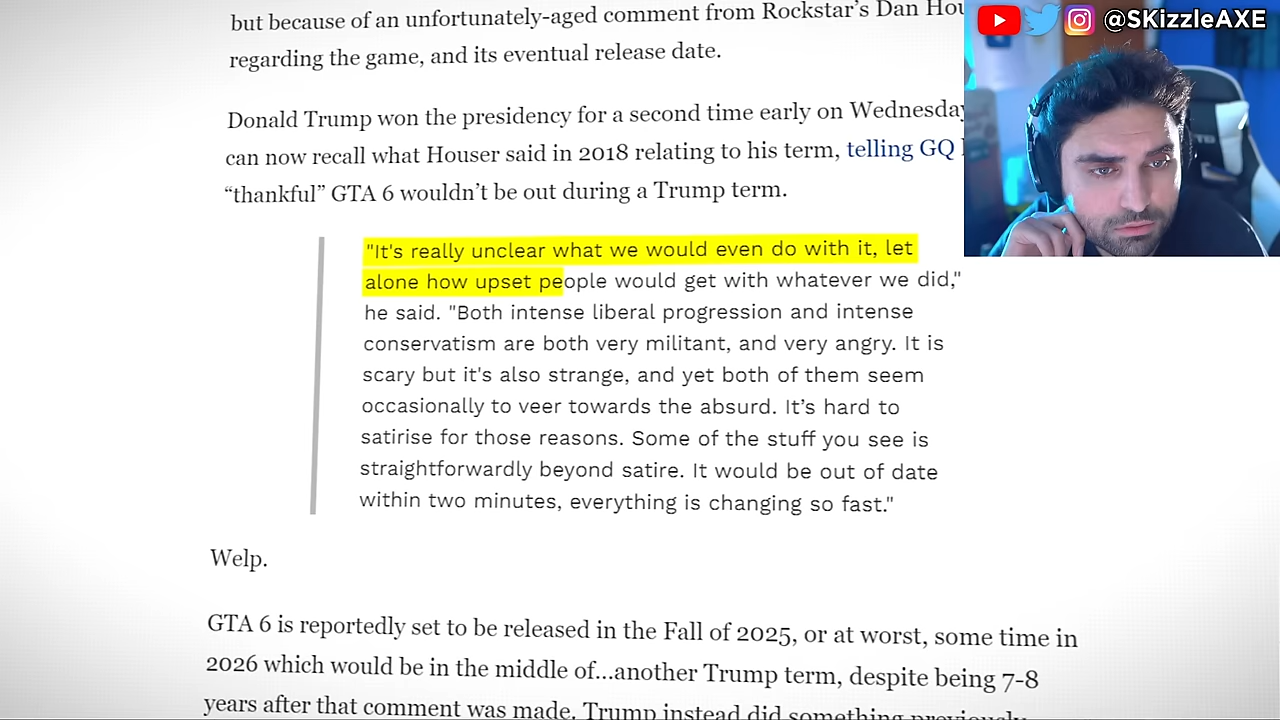 but because of an unfortunately-aged comment from Rockstar’s Dan Hou
regarding the game, and its eventual release date.
@SKizzleAXE
Donald Trump won the presidency for a second time early on Wednesday
can now recall what Houser said in 2018 relating to his term, telling GQ
“thankful” GTA 6 wouldn’t be out during a Trump term.
"It's really unclear what we would even do with it, let
alone how upset people would get with whatever we did,"
he said. "Both intense liberal progression and intense
conservatism are both very militant, and very angry. It is
scary but it's also strange, and yet both of them seem
occasionally to veer towards the absurd. It’s hard to
satirise for those reasons. Some of the stuff you see is
straightforwardly beyond satire. It would be out of date
within two minutes, everything is changing so fast."
Welp.
GTA 6 is reportedly set to be released in the Fall of 2025, or at worst, some time in
2026 which would be in the middle of...another Trump term, despite being 7-8
years after that comment was made. Trump instead did something previously